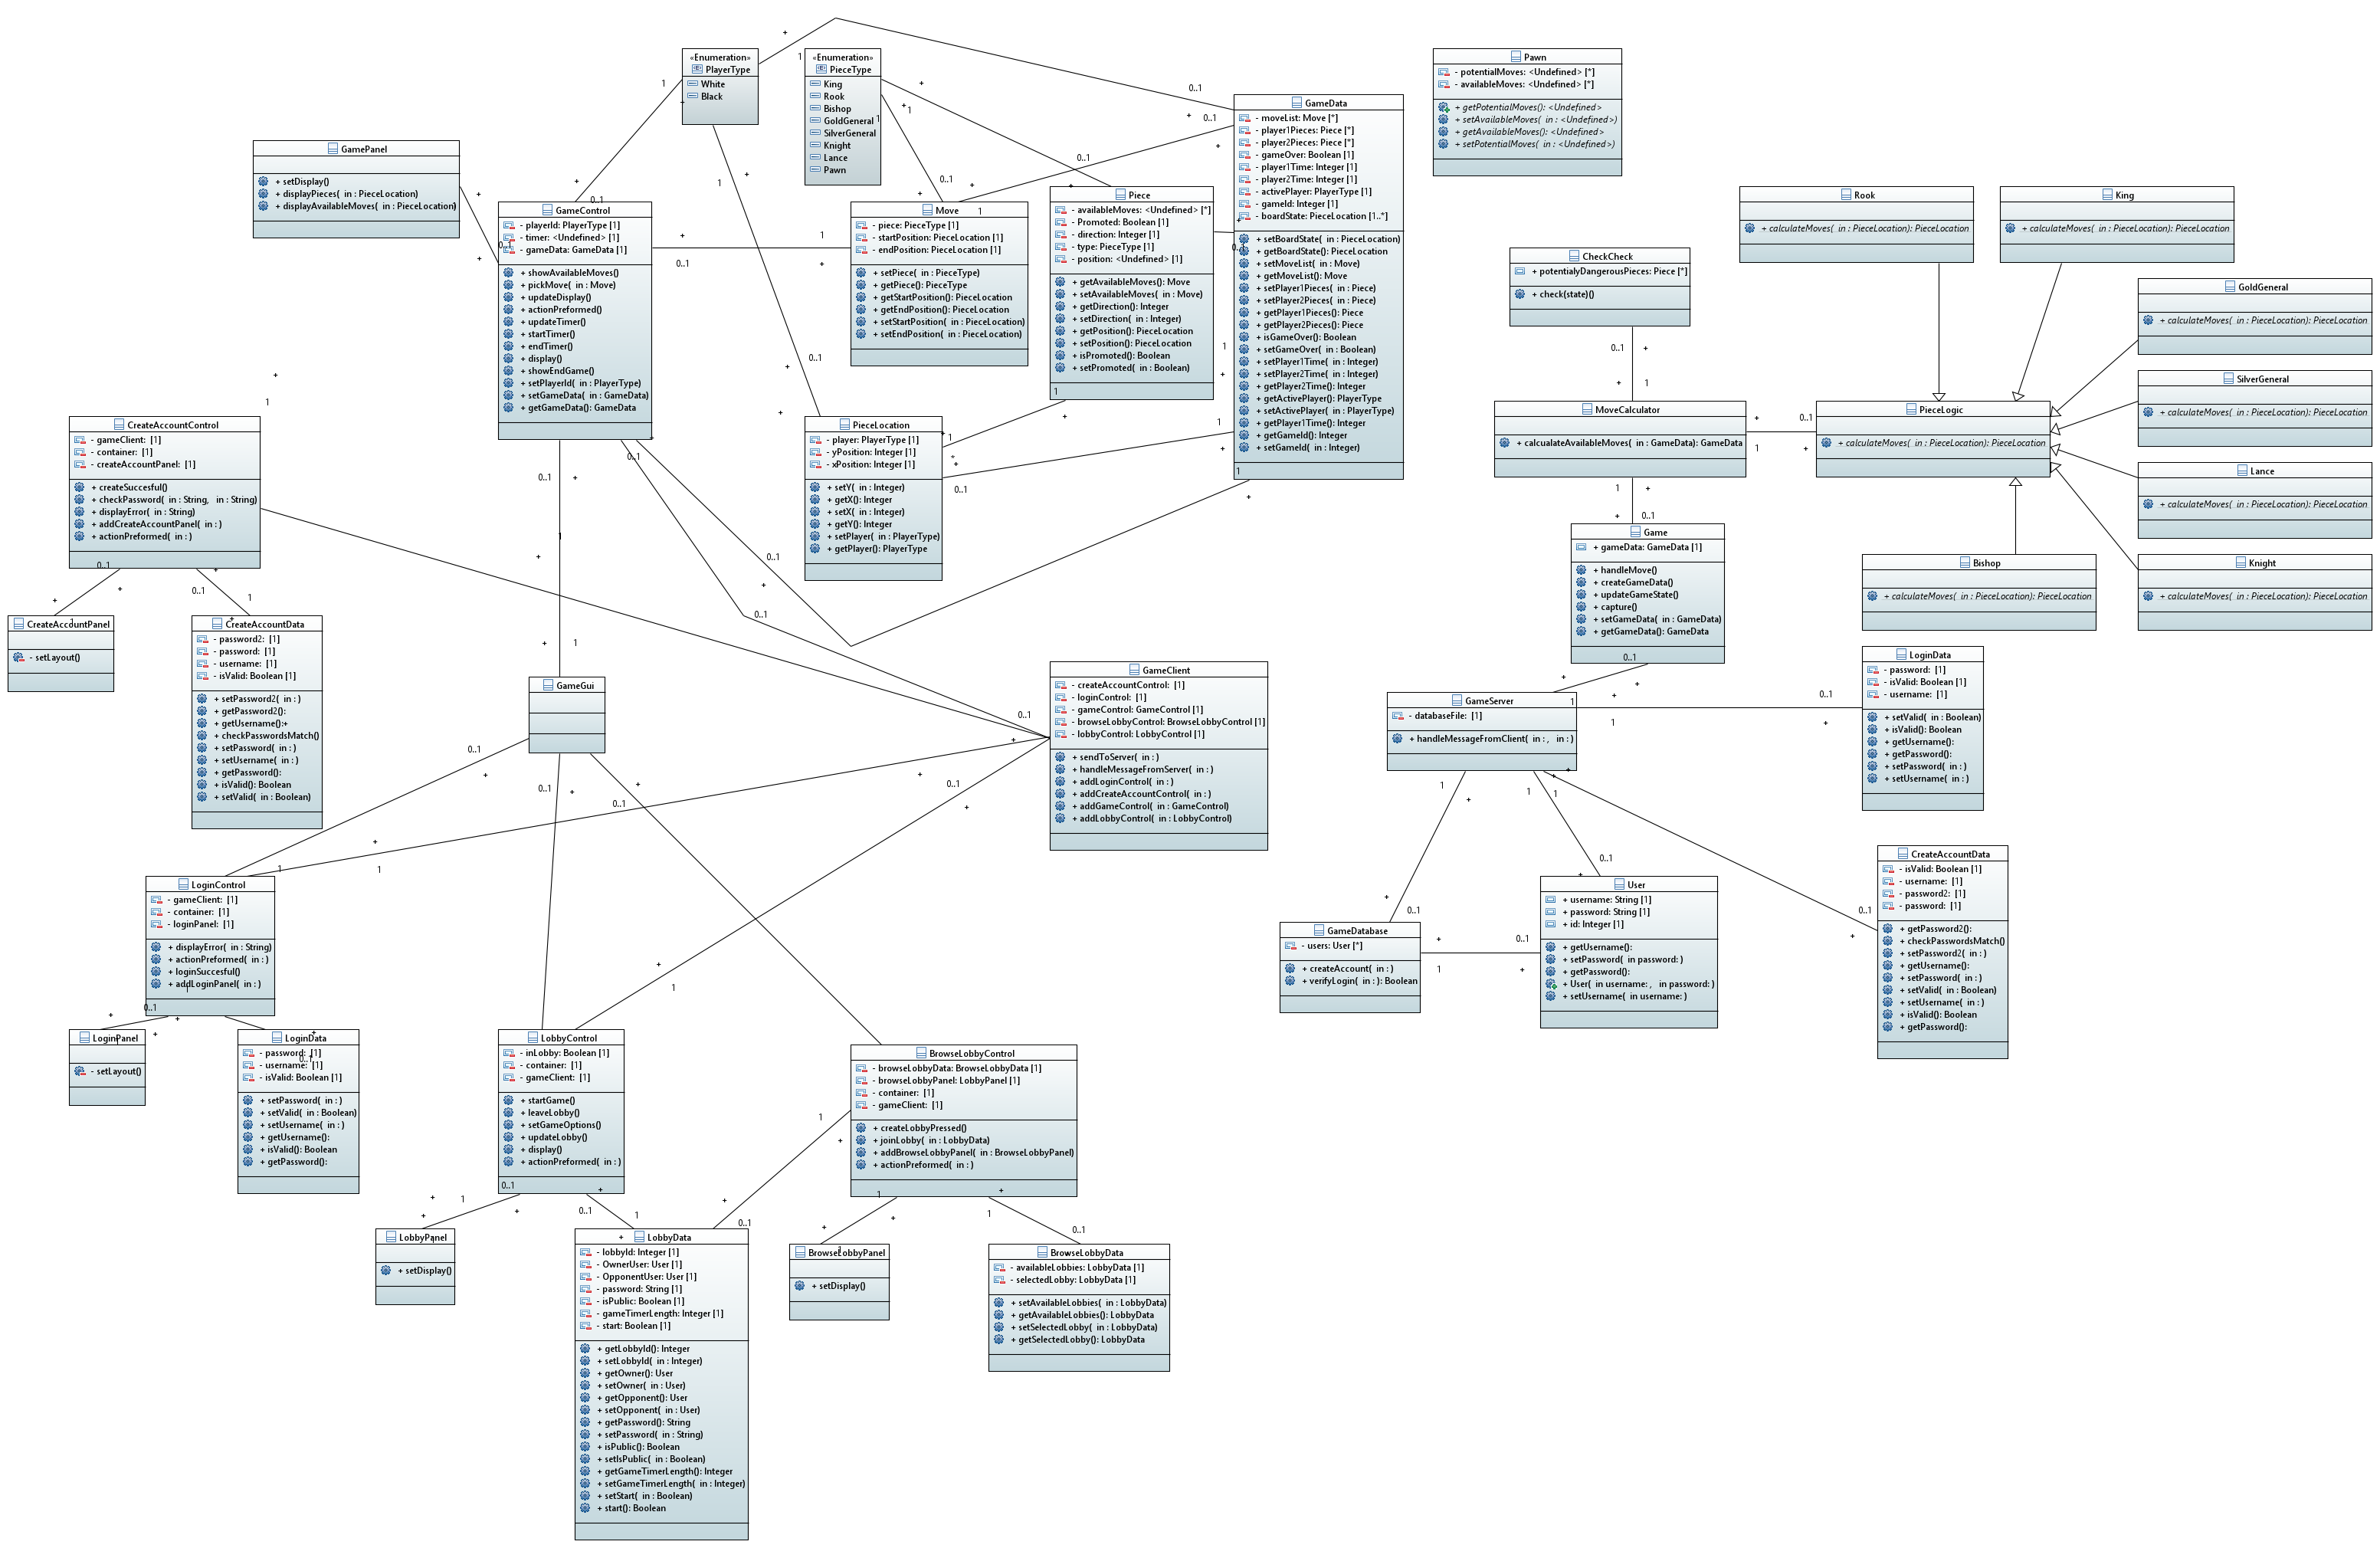 «Enumeration»
PlayerType
White
Black
«Enumeration»
PieceType
King
Rook
Bishop
GoldGeneral
SilverGeneral
Knight
Lance
Pawn
Pawn
- potentialMoves: <Undefined> [*]
- availableMoves: <Undefined> [*]
+ getPotentialMoves(): <Undefined>
+ setAvailableMoves( in : <Undefined>)
+ getAvailableMoves(): <Undefined>
+ setPotentialMoves( in : <Undefined>)
GameData
- moveList: Move [*]
- player1Pieces: Piece [*]
- player2Pieces: Piece [*]
- gameOver: Boolean [1]
- player1Time: Integer [1]
- player2Time: Integer [1]
- activePlayer: PlayerType [1]
- gameId: Integer [1]
- boardState: PieceLocation [1..*]
+ setBoardState( in : PieceLocation)
+ getBoardState(): PieceLocation
+ setMoveList( in : Move)
+ getMoveList(): Move
+ setPlayer1Pieces( in : Piece)
+ setPlayer2Pieces( in : Piece)
+ getPlayer1Pieces(): Piece
+ getPlayer2Pieces(): Piece
+ isGameOver(): Boolean
+ setGameOver( in : Boolean)
+ setPlayer1Time( in : Integer)
+ setPlayer2Time( in : Integer)
+ getPlayer2Time(): Integer
+ getActivePlayer(): PlayerType
+ setActivePlayer( in : PlayerType)
+ getPlayer1Time(): Integer
+ getGameId(): Integer
+ setGameId( in : Integer)
GamePanel
+ setDisplay()
+ displayPieces( in : PieceLocation)
+ displayAvailableMoves( in : PieceLocation)
GameControl
- playerId: PlayerType [1]
- timer: <Undefined> [1]
- gameData: GameData [1]
+ showAvailableMoves()
+ pickMove( in : Move)
+ updateDisplay()
+ actionPreformed()
+ updateTimer()
+ startTimer()
+ endTimer()
+ display()
+ showEndGame()
+ setPlayerId( in : PlayerType)
+ setGameData( in : GameData)
+ getGameData(): GameData
Move
- piece: PieceType [1]
- startPosition: PieceLocation [1]
- endPosition: PieceLocation [1]
+ setPiece( in : PieceType)
+ getPiece(): PieceType
+ getStartPosition(): PieceLocation
+ getEndPosition(): PieceLocation
+ setStartPosition( in : PieceLocation)
+ setEndPosition( in : PieceLocation)
Piece
- availableMoves: <Undefined> [*]
- Promoted: Boolean [1]
- direction: Integer [1]
- type: PieceType [1]
- position: <Undefined> [1]
+ getAvailableMoves(): Move
+ setAvailableMoves( in : Move)
+ getDirection(): Integer
+ setDirection( in : Integer)
+ getPosition(): PieceLocation
+ setPosition(): PieceLocation
+ isPromoted(): Boolean
+ setPromoted( in : Boolean)
Rook
+ calculateMoves( in : PieceLocation): PieceLocation
King
+ calculateMoves( in : PieceLocation): PieceLocation
CheckCheck
+ potentialyDangerousPieces: Piece [*]
+ check(state)()
GoldGeneral
+ calculateMoves( in : PieceLocation): PieceLocation
SilverGeneral
+ calculateMoves( in : PieceLocation): PieceLocation
MoveCalculator
+ calcualateAvailableMoves( in : GameData): GameData
PieceLogic
+ calculateMoves( in : PieceLocation): PieceLocation
Lance
+ calculateMoves( in : PieceLocation): PieceLocation
Bishop
+ calculateMoves( in : PieceLocation): PieceLocation
Knight
+ calculateMoves( in : PieceLocation): PieceLocation
CreateAccountControl
- gameClient: [1]
- container: [1]
- createAccountPanel: [1]
+ createSuccesful()
+ checkPassword( in : String, in : String)
+ displayError( in : String)
+ addCreateAccountPanel( in : )
+ actionPreformed( in : )
PieceLocation
- player: PlayerType [1]
- yPosition: Integer [1]
- xPosition: Integer [1]
+ setY( in : Integer)
+ getX(): Integer
+ setX( in : Integer)
+ getY(): Integer
+ setPlayer( in : PlayerType)
+ getPlayer(): PlayerType
Game
+ gameData: GameData [1]
+ handleMove()
+ createGameData()
+ updateGameState()
+ capture()
+ setGameData( in : GameData)
+ getGameData(): GameData
CreateAccountPanel
- setLayout()
CreateAccountData
- password2: [1]
- password: [1]
- username: [1]
- isValid: Boolean [1]
+ setPassword2( in : )
+ getPassword2():
+ getUsername():+
+ checkPasswordsMatch()
+ setPassword( in : )
+ setUsername( in : )
+ getPassword():
+ isValid(): Boolean
+ setValid( in : Boolean)
GameGui
GameClient
- createAccountControl: [1]
- loginControl: [1]
- gameControl: GameControl [1]
- browseLobbyControl: BrowseLobbyControl [1]
- lobbyControl: LobbyControl [1]
+ sendToServer( in : )
+ handleMessageFromServer( in : )
+ addLoginControl( in : )
+ addCreateAccountControl( in : )
+ addGameControl( in : GameControl)
+ addLobbyControl( in : LobbyControl)
GameServer
- databaseFile: [1]
+ handleMessageFromClient( in : , in : )
LoginData
- password: [1]
- isValid: Boolean [1]
- username: [1]
+ setValid( in : Boolean)
+ isValid(): Boolean
+ getUsername():
+ getPassword():
+ setPassword( in : )
+ setUsername( in : )
CreateAccountData
- isValid: Boolean [1]
- username: [1]
- password2: [1]
- password: [1]
+ getPassword2():
+ checkPasswordsMatch()
+ setPassword2( in : )
+ getUsername():
+ setPassword( in : )
+ setValid( in : Boolean)
+ setUsername( in : )
+ isValid(): Boolean
+ getPassword():
GameDatabase
- users: User [*]
+ createAccount( in : )
+ verifyLogin( in : ): Boolean
User
+ username: String [1]
+ password: String [1]
+ id: Integer [1]
+ getUsername():
+ setPassword( in password: )
+ getPassword():
+ User( in username: , in password: )
+ setUsername( in username: )
LoginControl
- gameClient: [1]
- container: [1]
- loginPanel: [1]
+ displayError( in : String)
+ actionPreformed( in : )
+ loginSuccesful()
+ addLoginPanel( in : )
LoginPanel
- setLayout()
LoginData
- password: [1]
- username: [1]
- isValid: Boolean [1]
+ setPassword( in : )
+ setValid( in : Boolean)
+ setUsername( in : )
+ getUsername():
+ isValid(): Boolean
+ getPassword():
LobbyControl
- inLobby: Boolean [1]
- container: [1]
- gameClient: [1]
+ startGame()
+ leaveLobby()
+ setGameOptions()
+ updateLobby()
+ display()
+ actionPreformed( in : )
BrowseLobbyControl
- browseLobbyData: BrowseLobbyData [1]
- browseLobbyPanel: LobbyPanel [1]
- container: [1]
- gameClient: [1]
+ createLobbyPressed()
+ joinLobby( in : LobbyData)
+ addBrowseLobbyPanel( in : BrowseLobbyPanel)
+ actionPreformed( in : )
LobbyPanel
+ setDisplay()
+ LobbyData
- lobbyId: Integer [1]
- OwnerUser: User [1]
- OpponentUser: User [1]
- password: String [1]
- isPublic: Boolean [1]
- gameTimerLength: Integer [1]
- start: Boolean [1]
+ getLobbyId(): Integer
+ setLobbyId( in : Integer)
+ getOwner(): User
+ setOwner( in : User)
+ getOpponent(): User
+ setOpponent( in : User)
+ getPassword(): String
+ setPassword( in : String)
+ isPublic(): Boolean
+ setIsPublic( in : Boolean)
+ getGameTimerLength(): Integer
+ setGameTimerLength( in : Integer)
+ setStart( in : Boolean)
+ start(): Boolean
BrowseLobbyPanel
+ setDisplay()
BrowseLobbyData
- availableLobbies: LobbyData [1]
- selectedLobby: LobbyData [1]
+ setAvailableLobbies( in : LobbyData)
+ getAvailableLobbies(): LobbyData
+ setSelectedLobby( in : LobbyData)
+ getSelectedLobby(): LobbyData